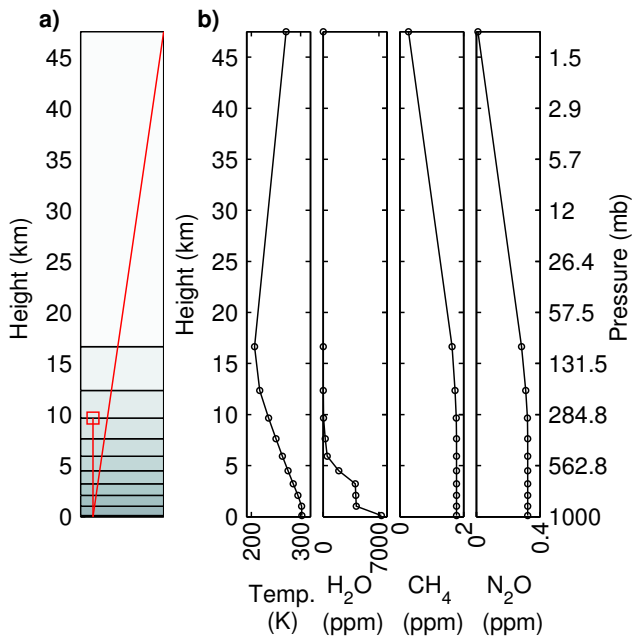 a)
b)
45
40
35
30
25
20
15
10
5
0
Height (km)
45
40
35
30
25
20
15
10
5
0
Height (km)
200
300
Temp.
(K)
0
7000
H₂O
(ppm)
0
2
CH₄
(ppm)
0
0.4
N₂O
(ppm)
1.5
2.9
5.7
12
26.4
57.5
131.5
284.8
562.8
1000
Pressure (mb)